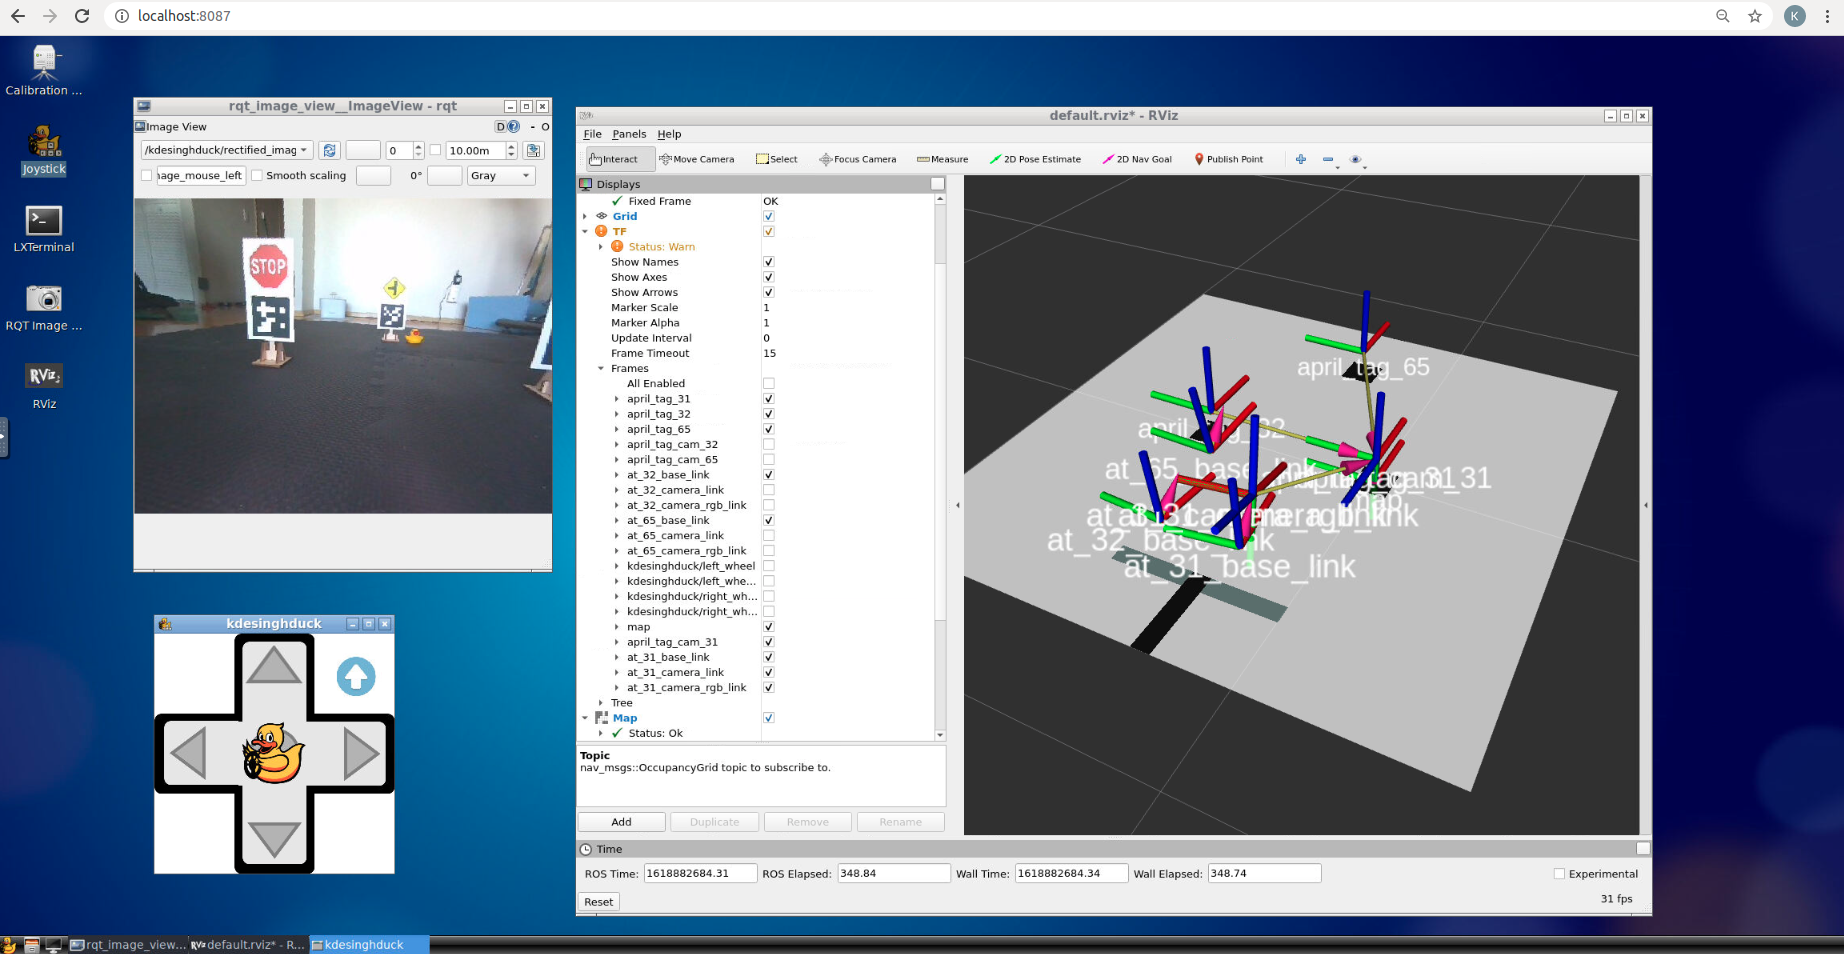 localhost:8087
K
Calibration ...
Joystick
LXTerminal
RQT Image ...
RViz
RViz
rqt_image_view__ImageView - rqt
Image View
D
- O
/kdesinghduck/rectified_imag
0
10.00m
age_mouse_left
Smooth scaling
0°
Gray
STOP
kdesinghduck
default.rviz* - RViz
File Panels Help
Interact
Move Camera
Select
Focus Camera
Measure
2D Pose Estimate
2D Nav Goal
Publish Point
Displays
Fixed Frame OK
Grid
TF
Status: Warn
Show Names
Show Axes
Show Arrows
Marker Scale 1
Marker Alpha 1
Update Interval 0
Frame Timeout 15
Frames
All Enabled
april_tag_31
april_tag_32
april_tag_65
april_tag_cam_32
april_tag_cam_65
at_32_base_link
at_32_camera_link
at_32_camera_rgb_link
at_65_base_link
at_65_camera_link
at_65_camera_rgb_link
kdesinghduck/left_wheel
kdesinghduck/left_whe...
kdesinghduck/right_wh...
kdesinghduck/right_wh...
map
april_tag_cam_31
at_31_base_link
at_31_camera_link
at_31_camera_rgb_link
Tree
Map
Status: Ok
Topic
nav_msgs::OccupancyGrid topic to subscribe to.
Add Duplicate Remove Rename
april_tag_65
april_tag_32
at_65_base_link
map
at_32_base_link
at_31_base_link
Time
ROS Time: 1618882684.31 ROS Elapsed: 348.84 Wall Time: 1618882684.34 Wall Elapsed: 348.74 Experimental
Reset
31 fps
rqt_image_view...
RViz default.rviz* - R...
kdesinghduck